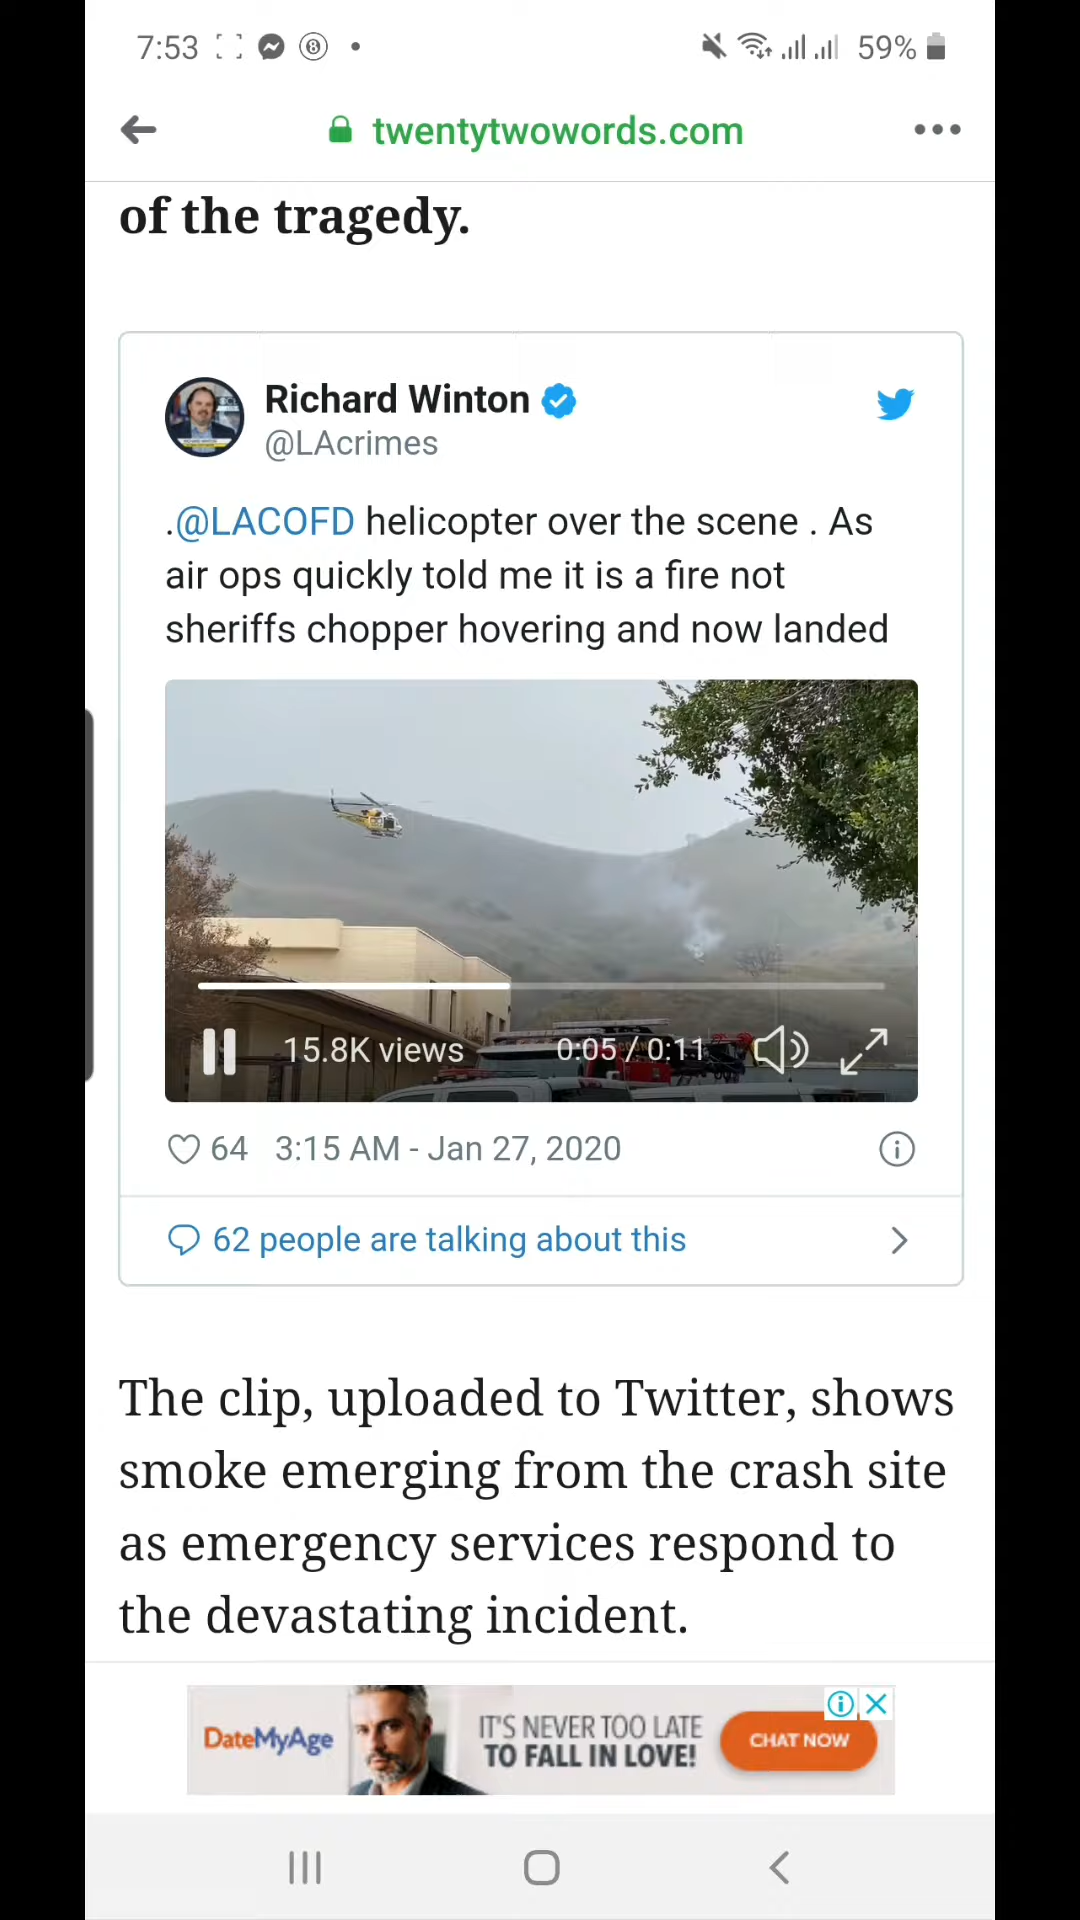 7:53
59%
twentytwowords.com
of the tragedy.
Richard Winton
@LAcrimes
.@LACOFD helicopter over the scene . As
air ops quickly told me it is a fire not
sheriffs chopper hovering and now landed
15.8K views
0:05 / 0:11
64 3:15 AM - Jan 27, 2020
62 people are talking about this
The clip, uploaded to Twitter, shows
smoke emerging from the crash site
as emergency services respond to
the devastating incident.
DateMyAge
IT'S NEVER TOO LATE
TO FALL IN LOVE!
CHAT NOW